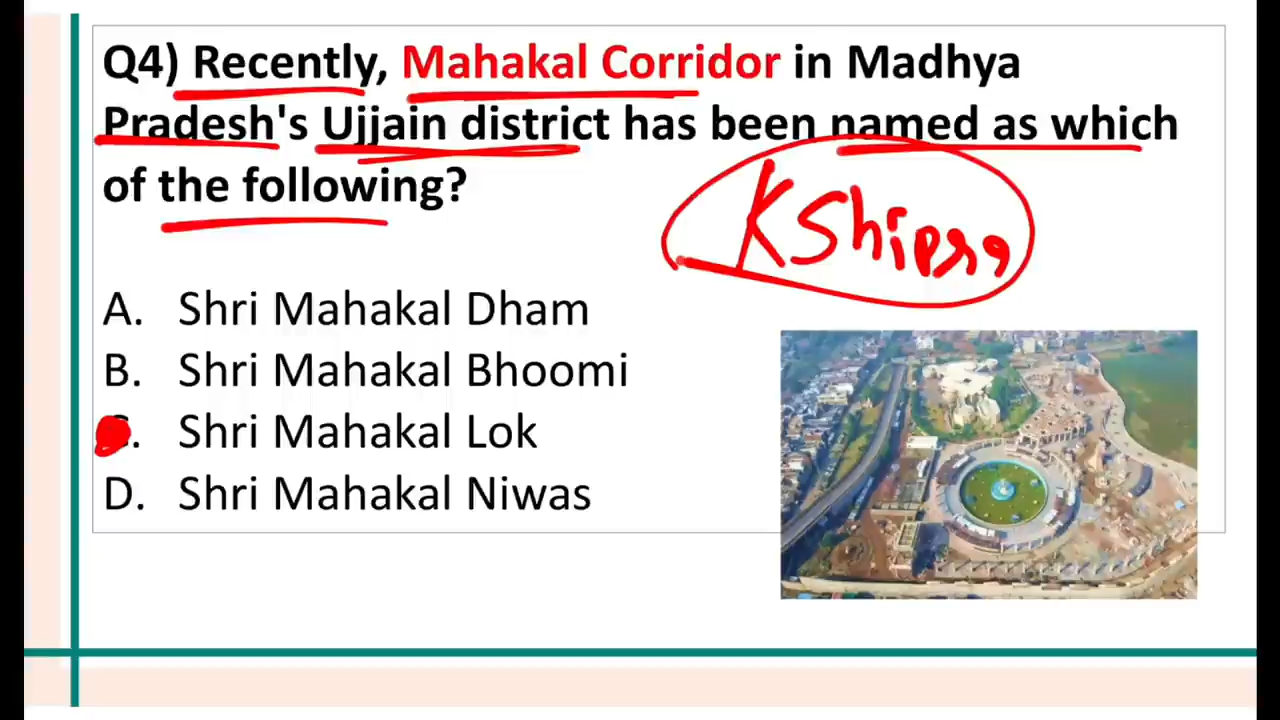 Q4) Recently, Mahakal Corridor in Madhya
Pradesh's Ujjain district has been named as which
of the following?
KShipra
A. Shri Mahakal Dham
B. Shri Mahakal Bhoomi
C. Shri Mahakal Lok
D. Shri Mahakal Niwas